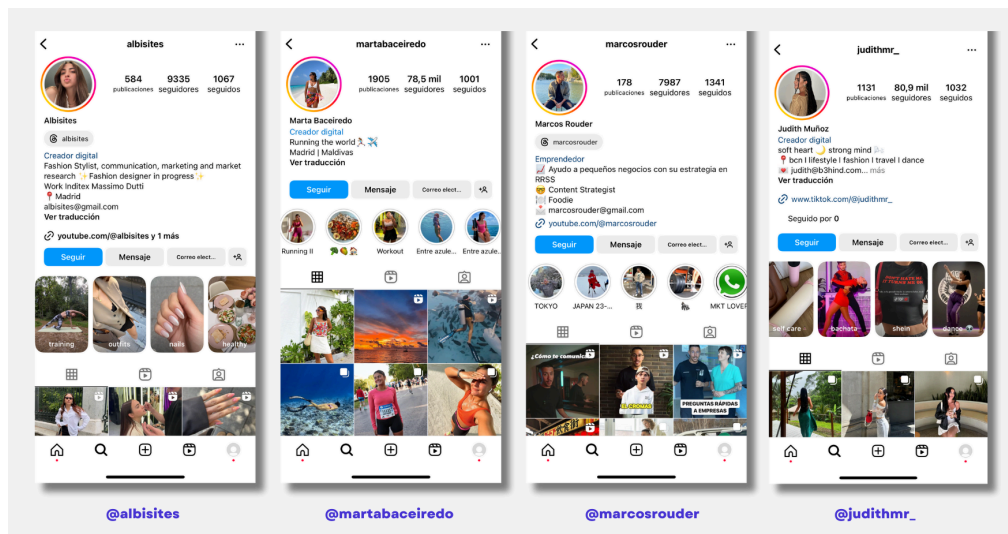 albisites
584 9335 1067
publicaciones seguidores seguidos
Albisites
albisites
Creador digital
Fashion Stylist, communication, marketing and market
research ✨Fashion designer in progress✨
Work Inditex Massimo Dutti
📍Madrid
albisites@gmail.com
Ver traducción
youtube.com/@albisites y 1 más
Seguir Mensaje Correo elect...
training outfits nails healthy
@albisites
martabaceiredo
1905 78,5 mil 1001
publicaciones seguidores seguidos
Marta Baceiredo
Creador digital
Running the world🏃🏻‍♀️✈️
Madrid | Maldivas
Ver traducción
Seguir Mensaje Correo elect...
Running II Workout Entre azule... Entre azule...
@martabaceiredo
marcosrouder
178 7987 1341
publicaciones seguidores seguidos
Marcos Rouder
marcosrouder
Emprendedor
📈 Ayudo a pequeños negocios con su estrategia en
RRSS
🤓 Content Strategist
🍽️ Foodie
📩 marcosrouder@gmail.com
youtube.com/@marcosrouder
Seguir Mensaje Correo elect...
TOKYO JAPAN 23-... 我 MKT LOVER
¿Cómo te comunic
CROMAS
PREGUNTAS RÁPIDAS
A EMPRESAS
@marcosrouder
judithmr_
1131 80,9 mil 1032
publicaciones seguidores seguidos
Judith Muñoz
Creador digital
soft heart 🌙 strong mind 🌬️
📍 bcn I lifestyle I fashion I travel I dance
💌 judith@b3hind.com... más
Ver traducción
www.tiktok.com/@judithmr_
Seguido por 0
Seguir Mensaje Correo elect...
self care bachata shein dance
@judithmr_